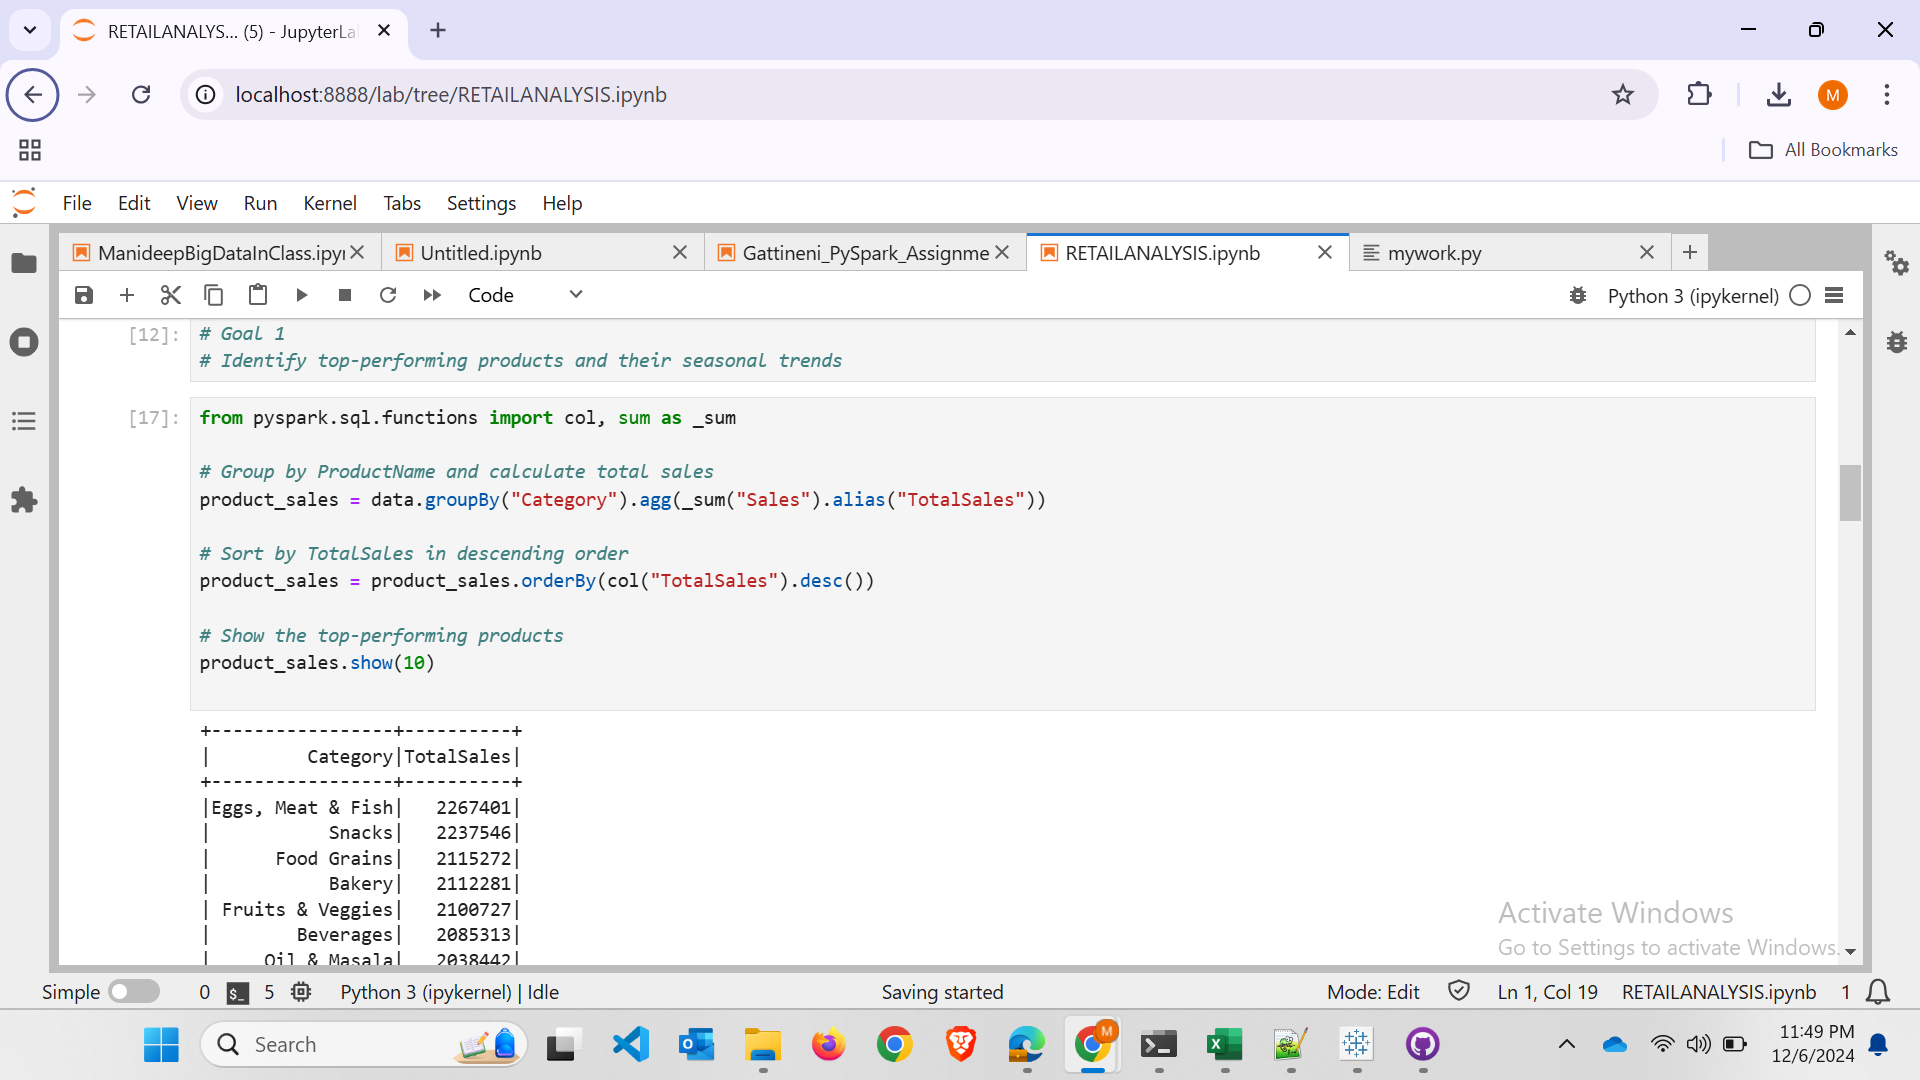 RETAILANALYS... (5) - JupyterLa
localhost:8888/lab/tree/RETAILANALYSIS.ipynb
M
All Bookmarks
File Edit View Run Kernel Tabs Settings Help
ManideepBigDataInClass.ipyn Untitled.ipynb Gattineni_PySpark_Assignme RETAILANALYSIS.ipynb mywork.py
Code Python 3 (ipykernel)
[12]: # Goal 1
# Identify top-performing products and their seasonal trends
[17]: from pyspark.sql.functions import col, sum as _sum
# Group by ProductName and calculate total sales
product_sales = data.groupBy("Category").agg(_sum("Sales").alias("TotalSales"))
# Sort by TotalSales in descending order
product_sales = product_sales.orderBy(col("TotalSales").desc())
# Show the top-performing products
product_sales.show(10)
+-----------------+----------+
|         Category|TotalSales|
+-----------------+----------+
|Eggs, Meat & Fish|   2267401|
|           Snacks|   2237546|
|      Food Grains|   2115272|
|           Bakery|   2112281|
| Fruits & Veggies|   2100727|
|        Beverages|   2085313|
|     Oil & Masala|   2038442|
Activate Windows
Go to Settings to activate Windows.
Simple 0 $_ 5 Python 3 (ipykernel) | Idle Saving started Mode: Edit Ln 1, Col 19 RETAILANALYSIS.ipynb 1
Search M 11:49 PM
12/6/2024